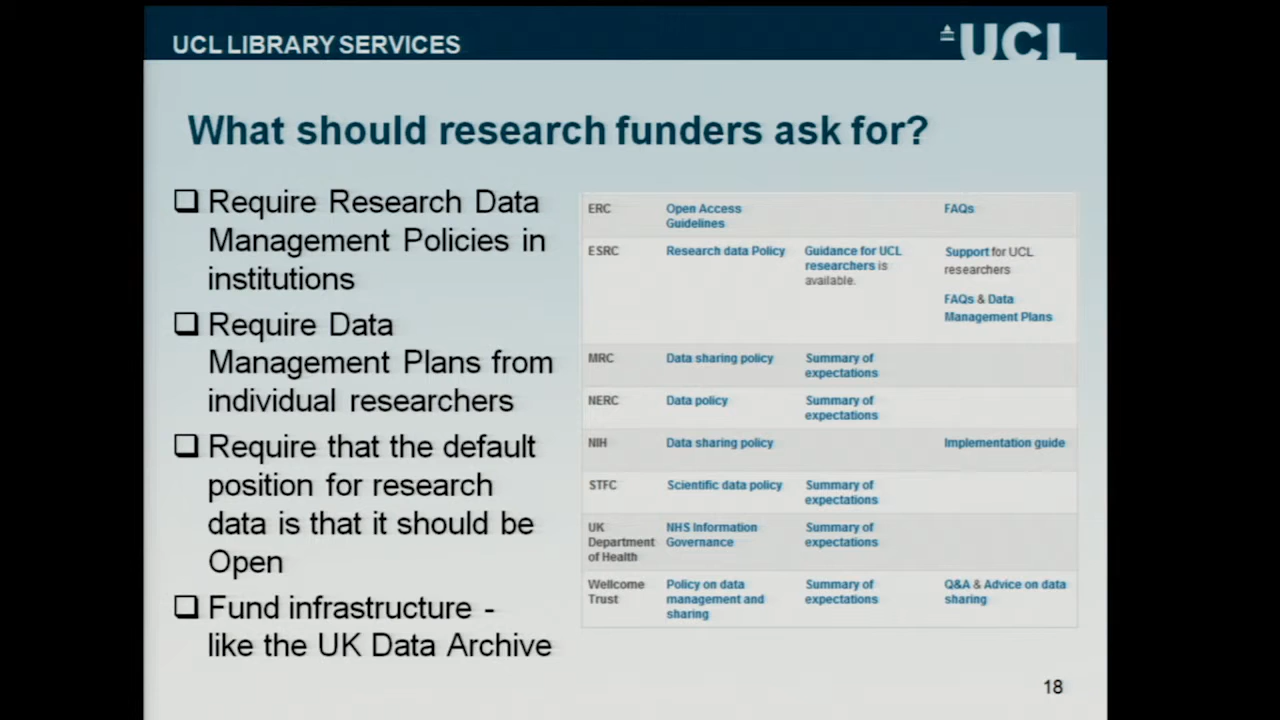 UCL LIBRARY SERVICES
UCL
What should research funders ask for?
Require Research Data
Management Policies in
institutions
Require Data
Management Plans from
individual researchers
Require that the default
position for research
data is that it should be
Open
Fund infrastructure -
like the UK Data Archive
ERC Open Access FAQs
Guidelines
ESRC Research data Policy Guidance for UCL Support for UCL
researchers is researchers
available.
FAQs & Data
Management Plans
MRC Data sharing policy Summary of
expectations
NERC Data policy Summary of
expectations
NIH Data sharing policy Implementation guide
STFC Scientific data policy Summary of
expectations
UK NHS Information Summary of
Department Governance expectations
of Health
Wellcome Policy on data Summary of Q&A & Advice on data
Trust management and expectations sharing
sharing
18